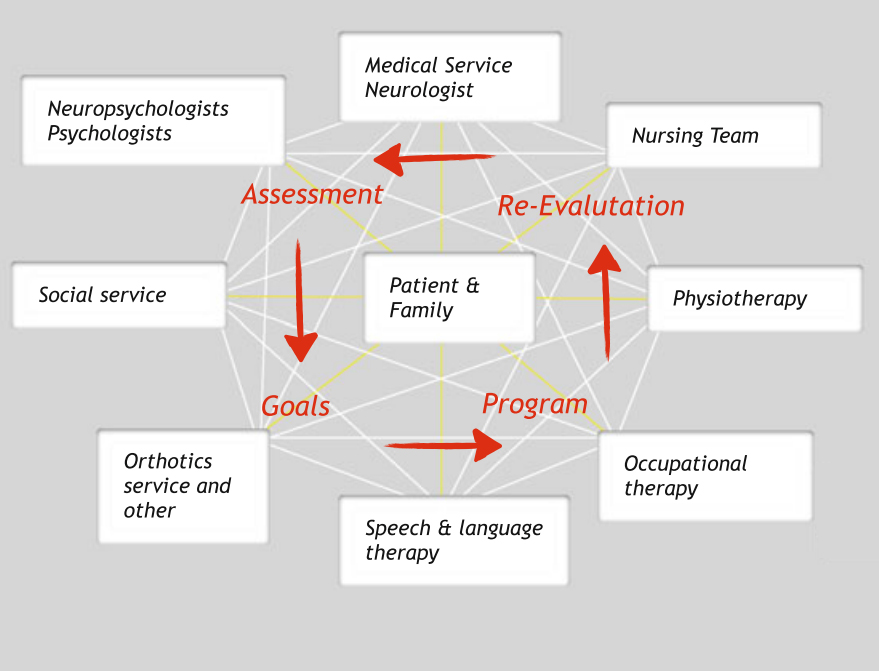 Medical Service
Neurologist
Neuropsychologists
Psychologists
Nursing Team
Assessment
Re-Evalutation
Social service
Patient &
Family
Physiotherapy
Goals
Program
Orthotics
service and
other
Occupational
therapy
Speech & language
therapy